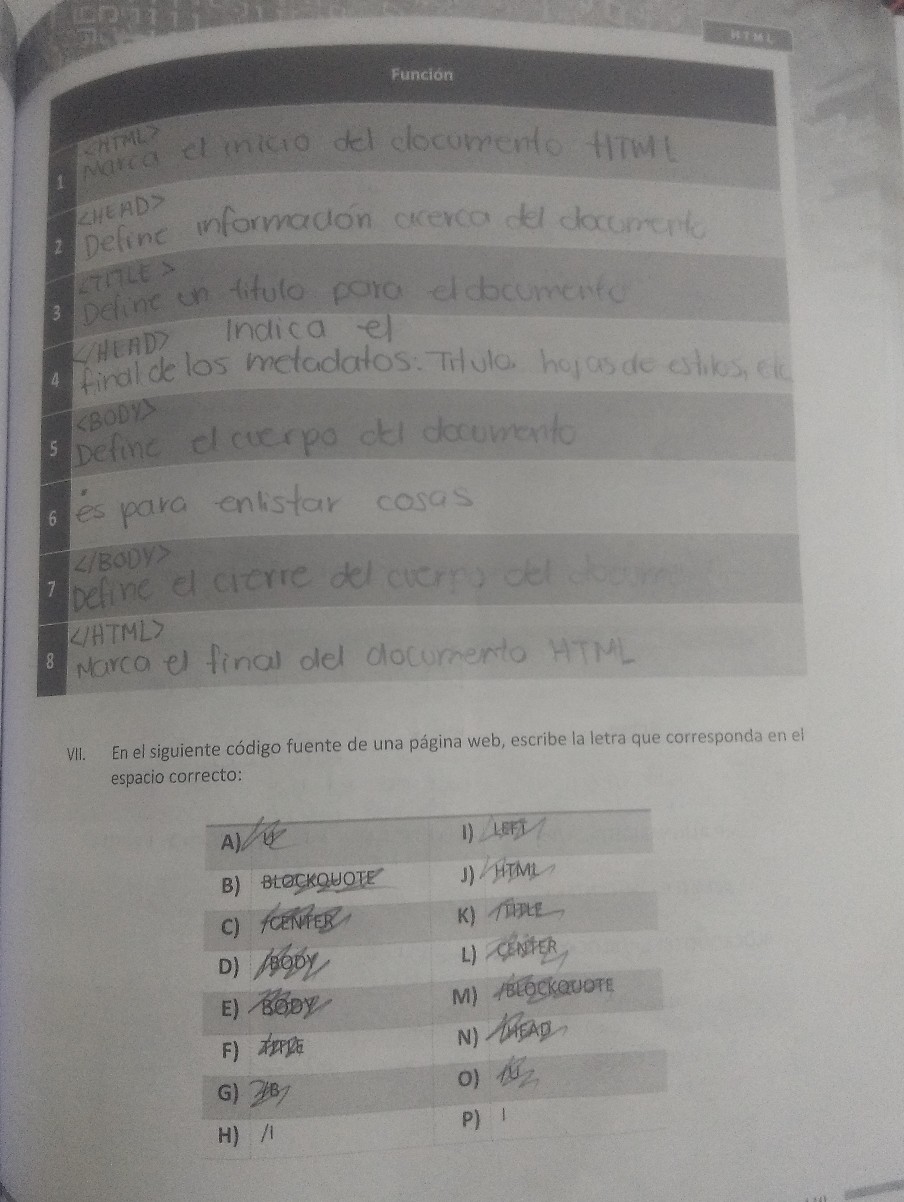 HTML
Función
<HTML>
1 Marca el inicio del documento HTML
<HEAD>
2 Define información acerca del documento
<TITLE>
3 Define un titulo para el documento
</HEAD> Indica el
4 final de los metadatos: Titulo, hojas de estilos, etc
<BODY>
5 Define el cuerpo del documento
6 es para enlistar cosas
</BODY>
7 Define el cierre del cuerpo del docum
</HTML>
8 Marca el final del documento HTML
VII. En el siguiente código fuente de una página web, escribe la letra que corresponda en el
espacio correcto:
A) I) LEFT
B) BLOCKQUOTE J) HTML
C) /CENTER K) TITLE
D) /BODY L) CENTER
E) BODY M) /BLOCKQUOTE
F) N) HEAD
G) /B O)
H) /I P) I